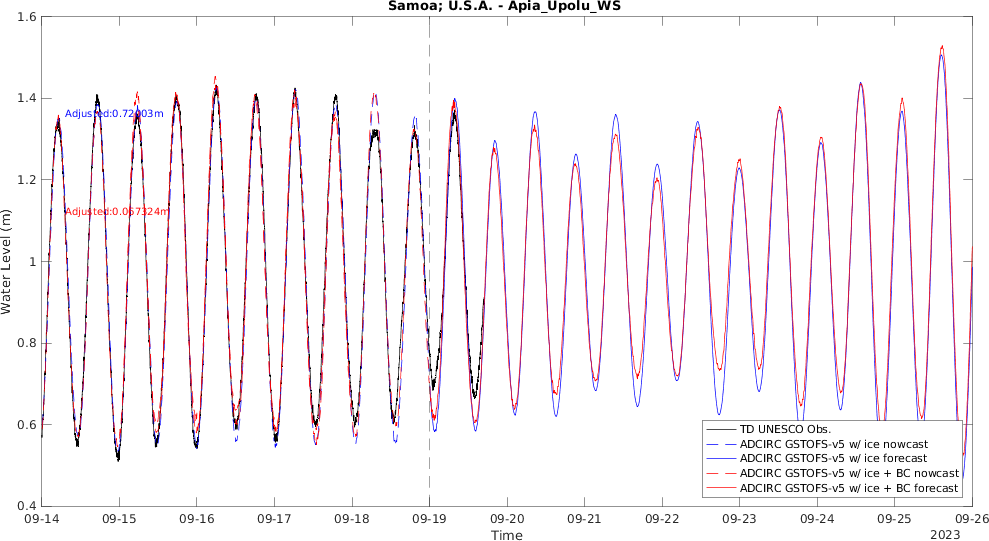 Samoa; U.S.A. - Apia_Upolu_WS
1.6
1.4
1.2
1
0.8
0.6
0.4
Water Level (m)
Adjusted:0.72003m
Adjusted:0.067324m
TD UNESCO Obs.
ADCIRC GSTOFS-v5 w/ ice nowcast
ADCIRC GSTOFS-v5 w/ ice forecast
ADCIRC GSTOFS-v5 w/ ice + BC nowcast
ADCIRC GSTOFS-v5 w/ ice + BC forecast
09-14 09-15 09-16 09-17 09-18 09-19 09-20 09-21 09-22 09-23 09-24 09-25 09-26
Time
2023